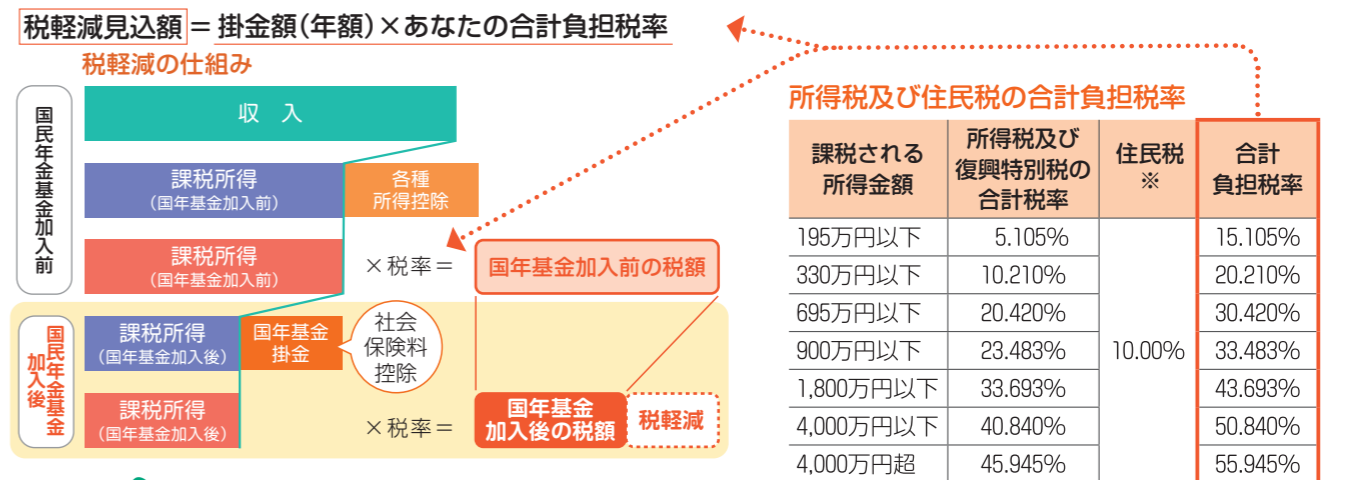 税軽減見込額＝掛金額(年額)×あなたの合計負担税率
税軽減の仕組み
国民年金基金加入前
収　入
課税所得
(国年基金加入前)
各種
所得控除
課税所得
(国年基金加入前)
×税率＝
国年基金加入前の税額
国民年金基金
加入後
課税所得
(国年基金加入後)
国年基金
掛金
社会
保険料
控除
課税所得
(国年基金加入後)
×税率＝
国年基金
加入後の税額
税軽減
所得税及び住民税の合計負担税率
課税される
所得金額
所得税及び
復興特別税の
合計税率
住民税
※
合計
負担税率
195万円以下 5.105% 15.105%
330万円以下 10.210% 20.210%
695万円以下 20.420% 30.420%
900万円以下 23.483% 10.00% 33.483%
1,800万円以下 33.693% 43.693%
4,000万円以下 40.840% 50.840%
4,000万円超 45.945% 55.945%